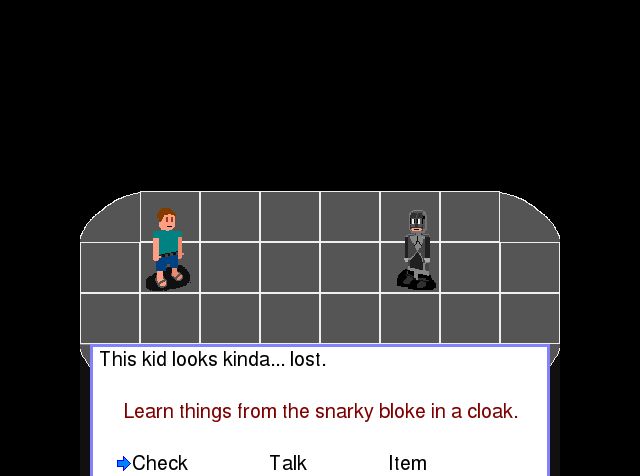 This kid looks kinda... lost.
Learn things from the snarky bloke in a cloak.
Check Talk Item